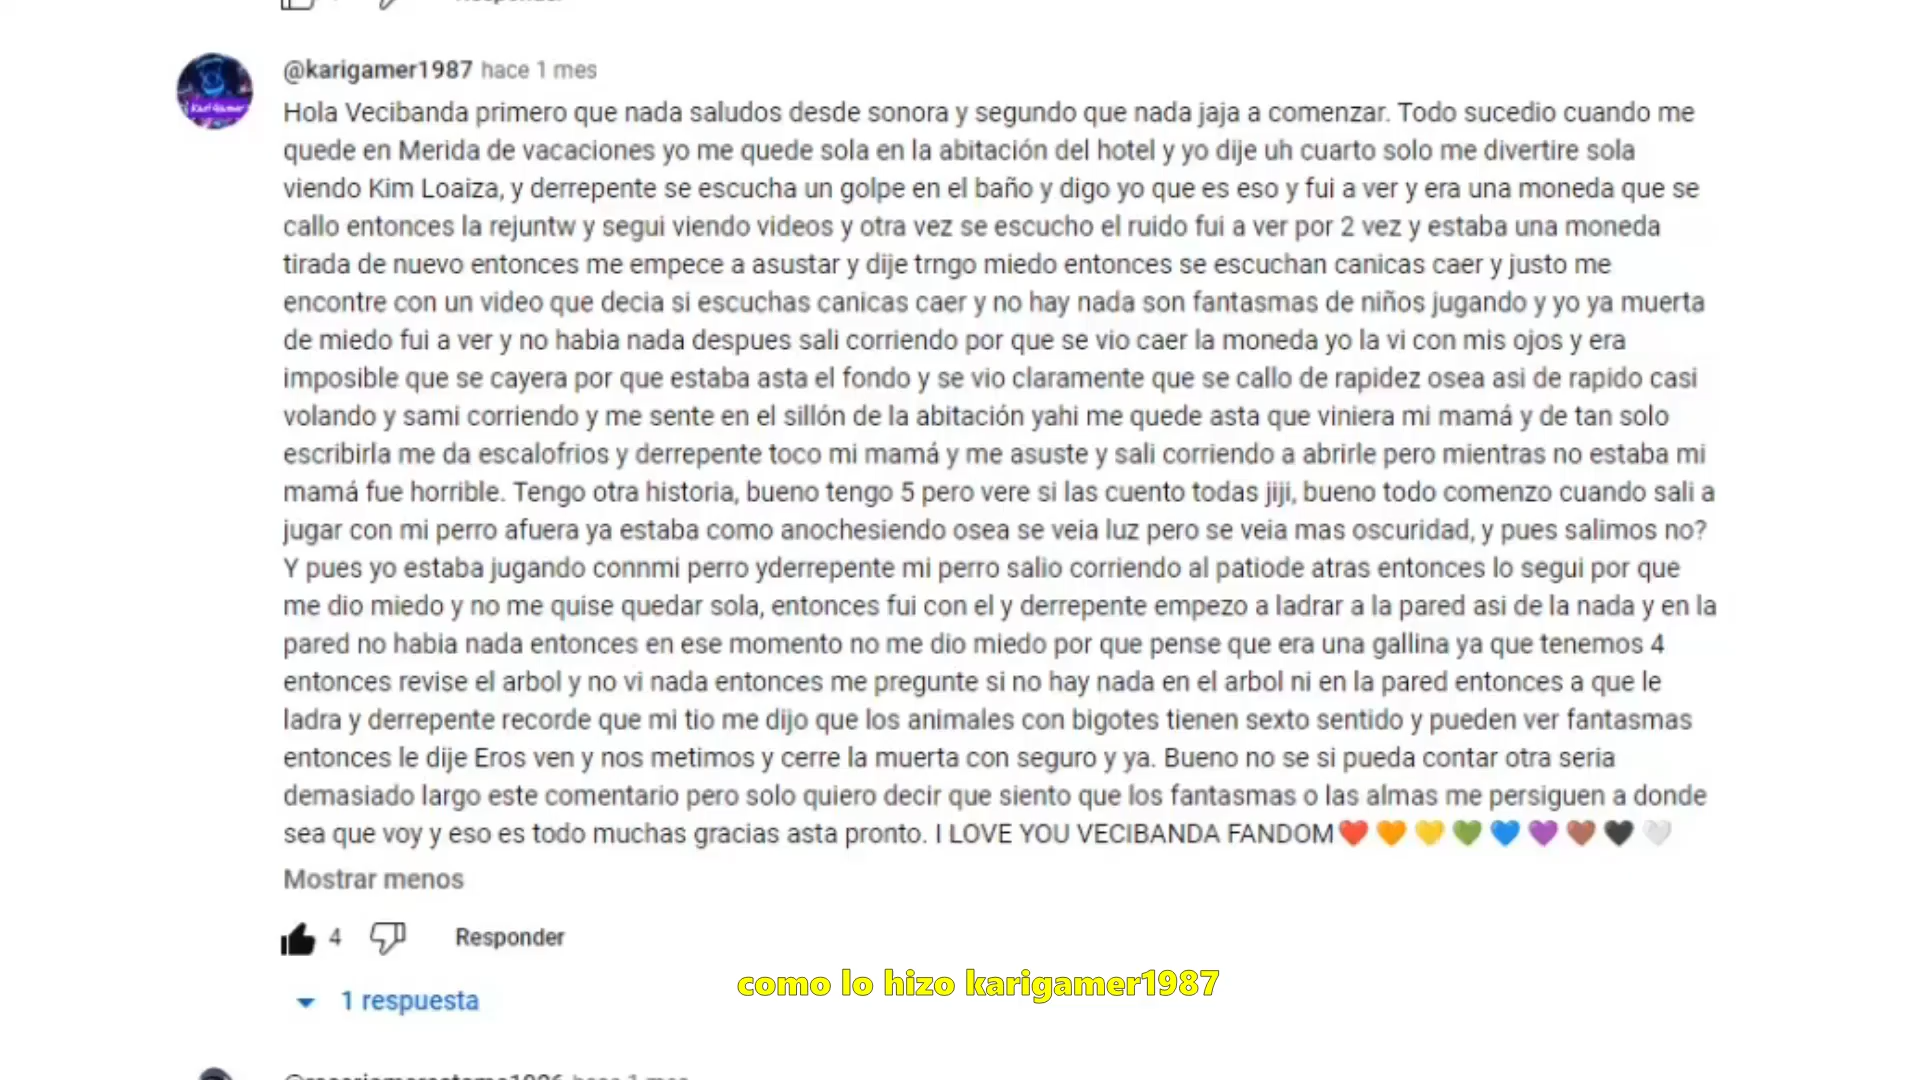 @karigamer1987 hace 1 mes
Hola Vecibanda primero que nada saludos desde sonora y segundo que nada jaja a comenzar. Todo sucedio cuando me
quede en Merida de vacaciones yo me quede sola en la abitación del hotel y yo dije uh cuarto solo me divertire sola
viendo Kim Loaiza, y derrepente se escucha un golpe en el baño y digo yo que es eso y fui a ver y era una moneda que se
callo entonces la rejuntw y segui viendo videos y otra vez se escucho el ruido fui a ver por 2 vez y estaba una moneda
tirada de nuevo entonces me empece a asustar y dije trngo miedo entonces se escuchan canicas caer y justo me
encontre con un video que decia si escuchas canicas caer y no hay nada son fantasmas de niños jugando y yo ya muerta
de miedo fui a ver y no habia nada despues sali corriendo por que se vio caer la moneda yo la vi con mis ojos y era
imposible que se cayera por que estaba asta el fondo y se vio claramente que se callo de rapidez osea asi de rapido casi
volando y sami corriendo y me sente en el sillón de la abitación yahi me quede asta que viniera mi mamá y de tan solo
escribirla me da escalofrios y derrepente toco mi mamá y me asuste y sali corriendo a abrirle pero mientras no estaba mi
mamá fue horrible. Tengo otra historia, bueno tengo 5 pero vere si las cuento todas jiji, bueno todo comenzo cuando sali a
jugar con mi perro afuera ya estaba como anochesiendo osea se veia luz pero se veia mas oscuridad, y pues salimos no?
Y pues yo estaba jugando connmi perro yderrepente mi perro salio corriendo al patiode atras entonces lo segui por que
me dio miedo y no me quise quedar sola, entonces fui con el y derrepente empezo a ladrar a la pared asi de la nada y en la
pared no habia nada entonces en ese momento no me dio miedo por que pense que era una gallina ya que tenemos 4
entonces revise el arbol y no vi nada entonces me pregunte si no hay nada en el arbol ni en la pared entonces a que le
ladra y derrepente recorde que mi tio me dijo que los animales con bigotes tienen sexto sentido y pueden ver fantasmas
entonces le dije Eros ven y nos metimos y cerre la muerta con seguro y ya. Bueno no se si pueda contar otra seria
demasiado largo este comentario pero solo quiero decir que siento que los fantasmas o las almas me persiguen a donde
sea que voy y eso es todo muchas gracias asta pronto. I LOVE YOU VECIBANDA FANDOM❤️🧡💛💚💙💜🤎🖤🤍
Mostrar menos
4 Responder
como lo hizo karigamer1987
1 respuesta